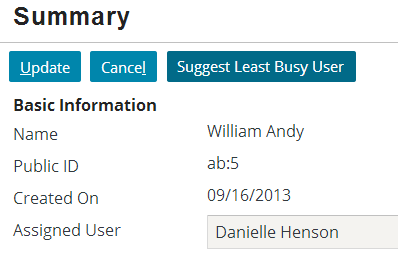 Summary
Update Cancel Suggest Least Busy User
Basic Information
Name William Andy
Public ID ab:5
Created On 09/16/2013
Assigned User Danielle Henson